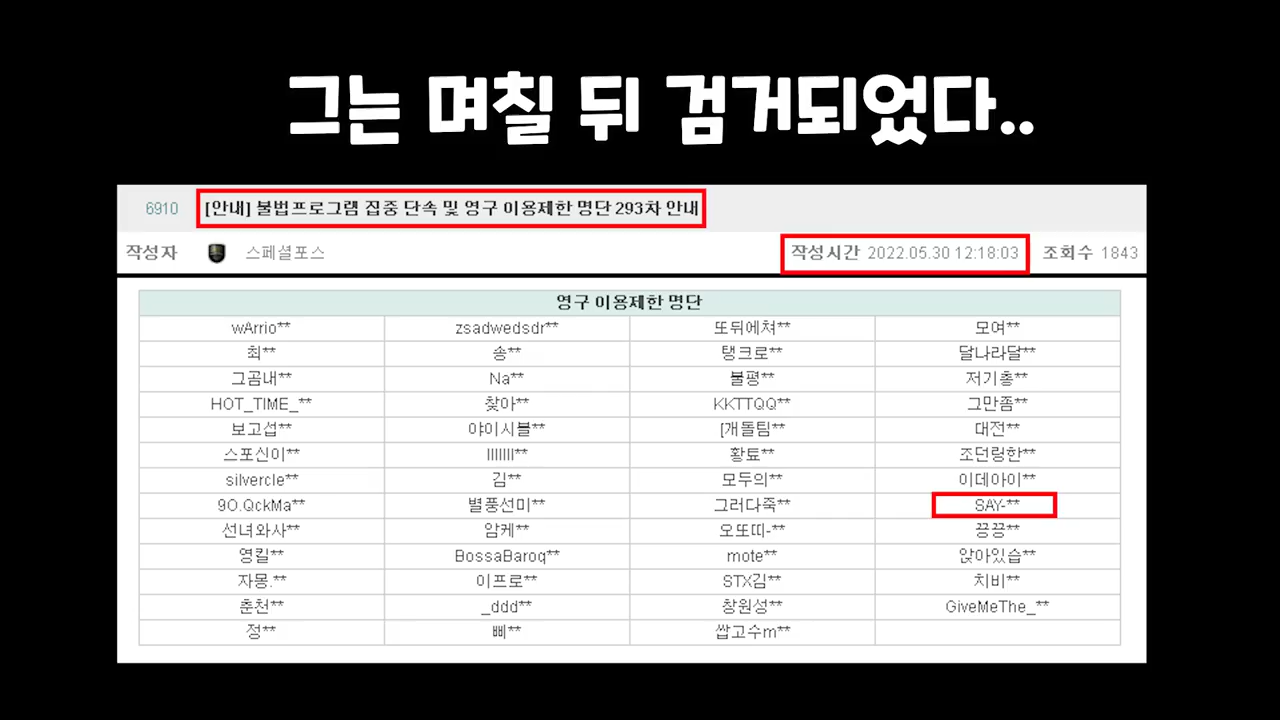 그는 며칠 뒤 검거되었다..
6910 [안내] 불법프로그램 집중 단속 및 영구 이용제한 명단 293차 안내
작성자 스페셜포스 작성시간 2022.05.30 12:18:03 조회수 1843
영구 이용제한 명단
wArrio** zsadwedsdr** 또뒤에쳐** 모여**
최** 송** 탱크로** 달나라달**
그곰내** Na** 불평** 저기총**
HOT_TIME_** 찾아** KKTTQQ** 그만좀**
보고섭** 야이시블** [개돌팀** 대전**
스포신이** lllllll** 황툐** 조던링한**
silvercle** 김** 모두의** 이데아이**
9O.QckMa** 별풍선미** 그러다죽** SAY-**
선녀와사** 암케** 오또띠-** 끙끙**
영킬** BossaBaroq** mote** 앉아있습**
자몽.** 이프로** STX김** 치비**
춘천** _ddd** 창원성** GiveMeThe_**
정** 삐** 쌉고수m**